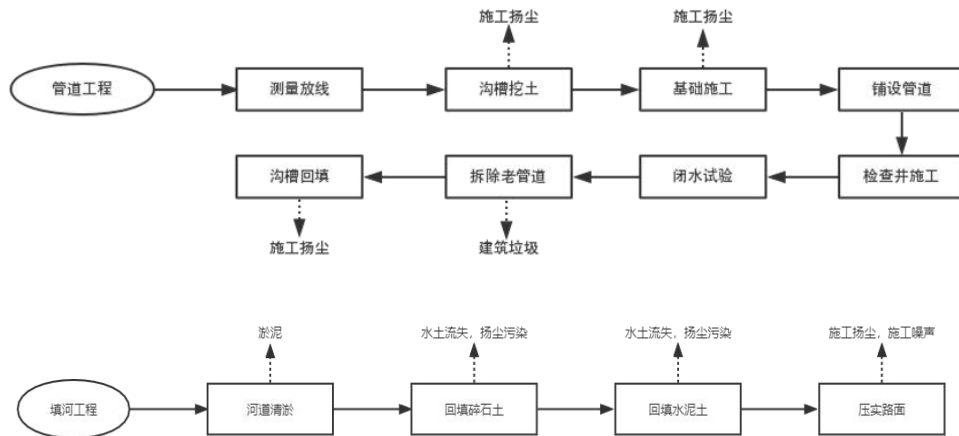 施工扬尘 施工扬尘
管道工程 测量放线 沟槽挖土 基础施工 铺设管道
沟槽回填 拆除老管道 闭水试验 检查井施工
施工扬尘 建筑垃圾
淤泥 水土流失，扬尘污染 水土流失，扬尘污染 施工扬尘，施工噪声
填河工程 河道清淤 回填碎石土 回填水泥土 压实路面